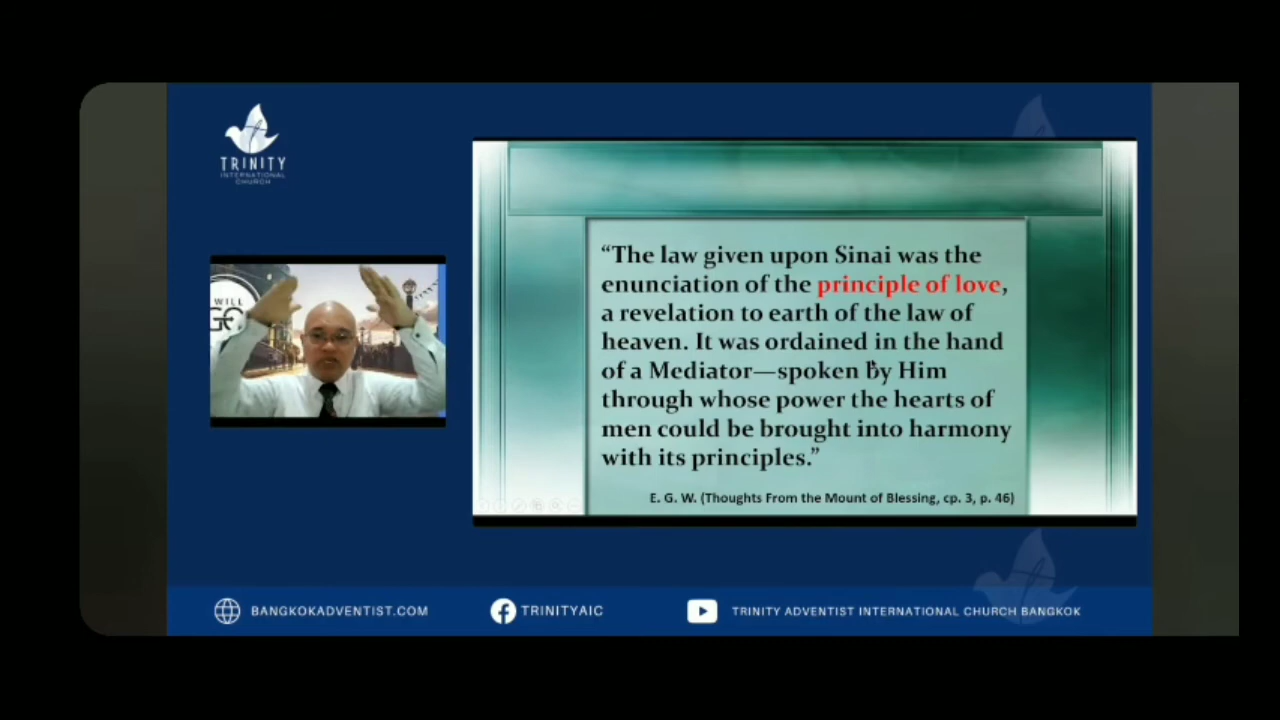 TRINITY
INTERNATIONAL
CHURCH
WILL
GO
“The law given upon Sinai was the
enunciation of the principle of love,
a revelation to earth of the law of
heaven. It was ordained in the hand
of a Mediator—spoken by Him
through whose power the hearts of
men could be brought into harmony
with its principles.”
E. G. W. (Thoughts From the Mount of Blessing, cp. 3, p. 46)
BANGKOKADVENTIST.COM
TRINITYAIC
TRINITY ADVENTIST INTERNATIONAL CHURCH BANGKOK